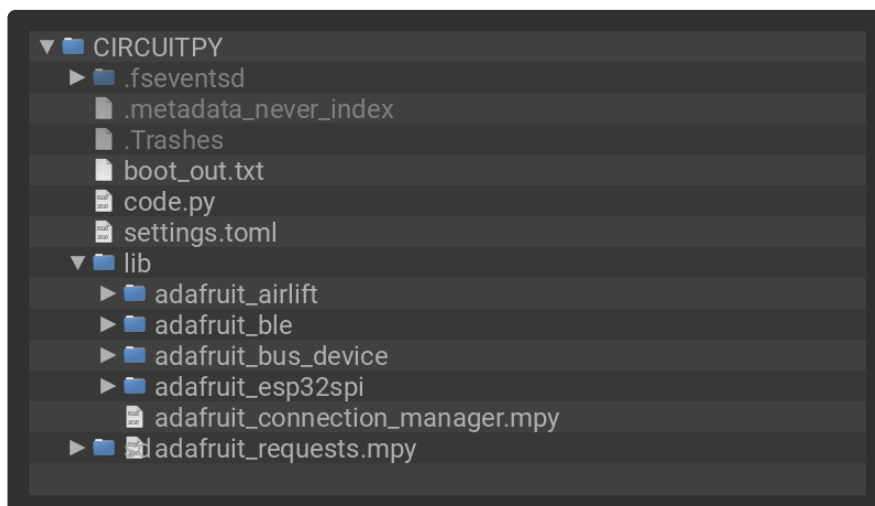 CIRCUITPY
.fseventsd
.metadata_never_index
.Trashes
boot_out.txt
code.py
settings.toml
lib
adafruit_airlift
adafruit_ble
adafruit_bus_device
adafruit_esp32spi
adafruit_connection_manager.mpy
adafruit_requests.mpy